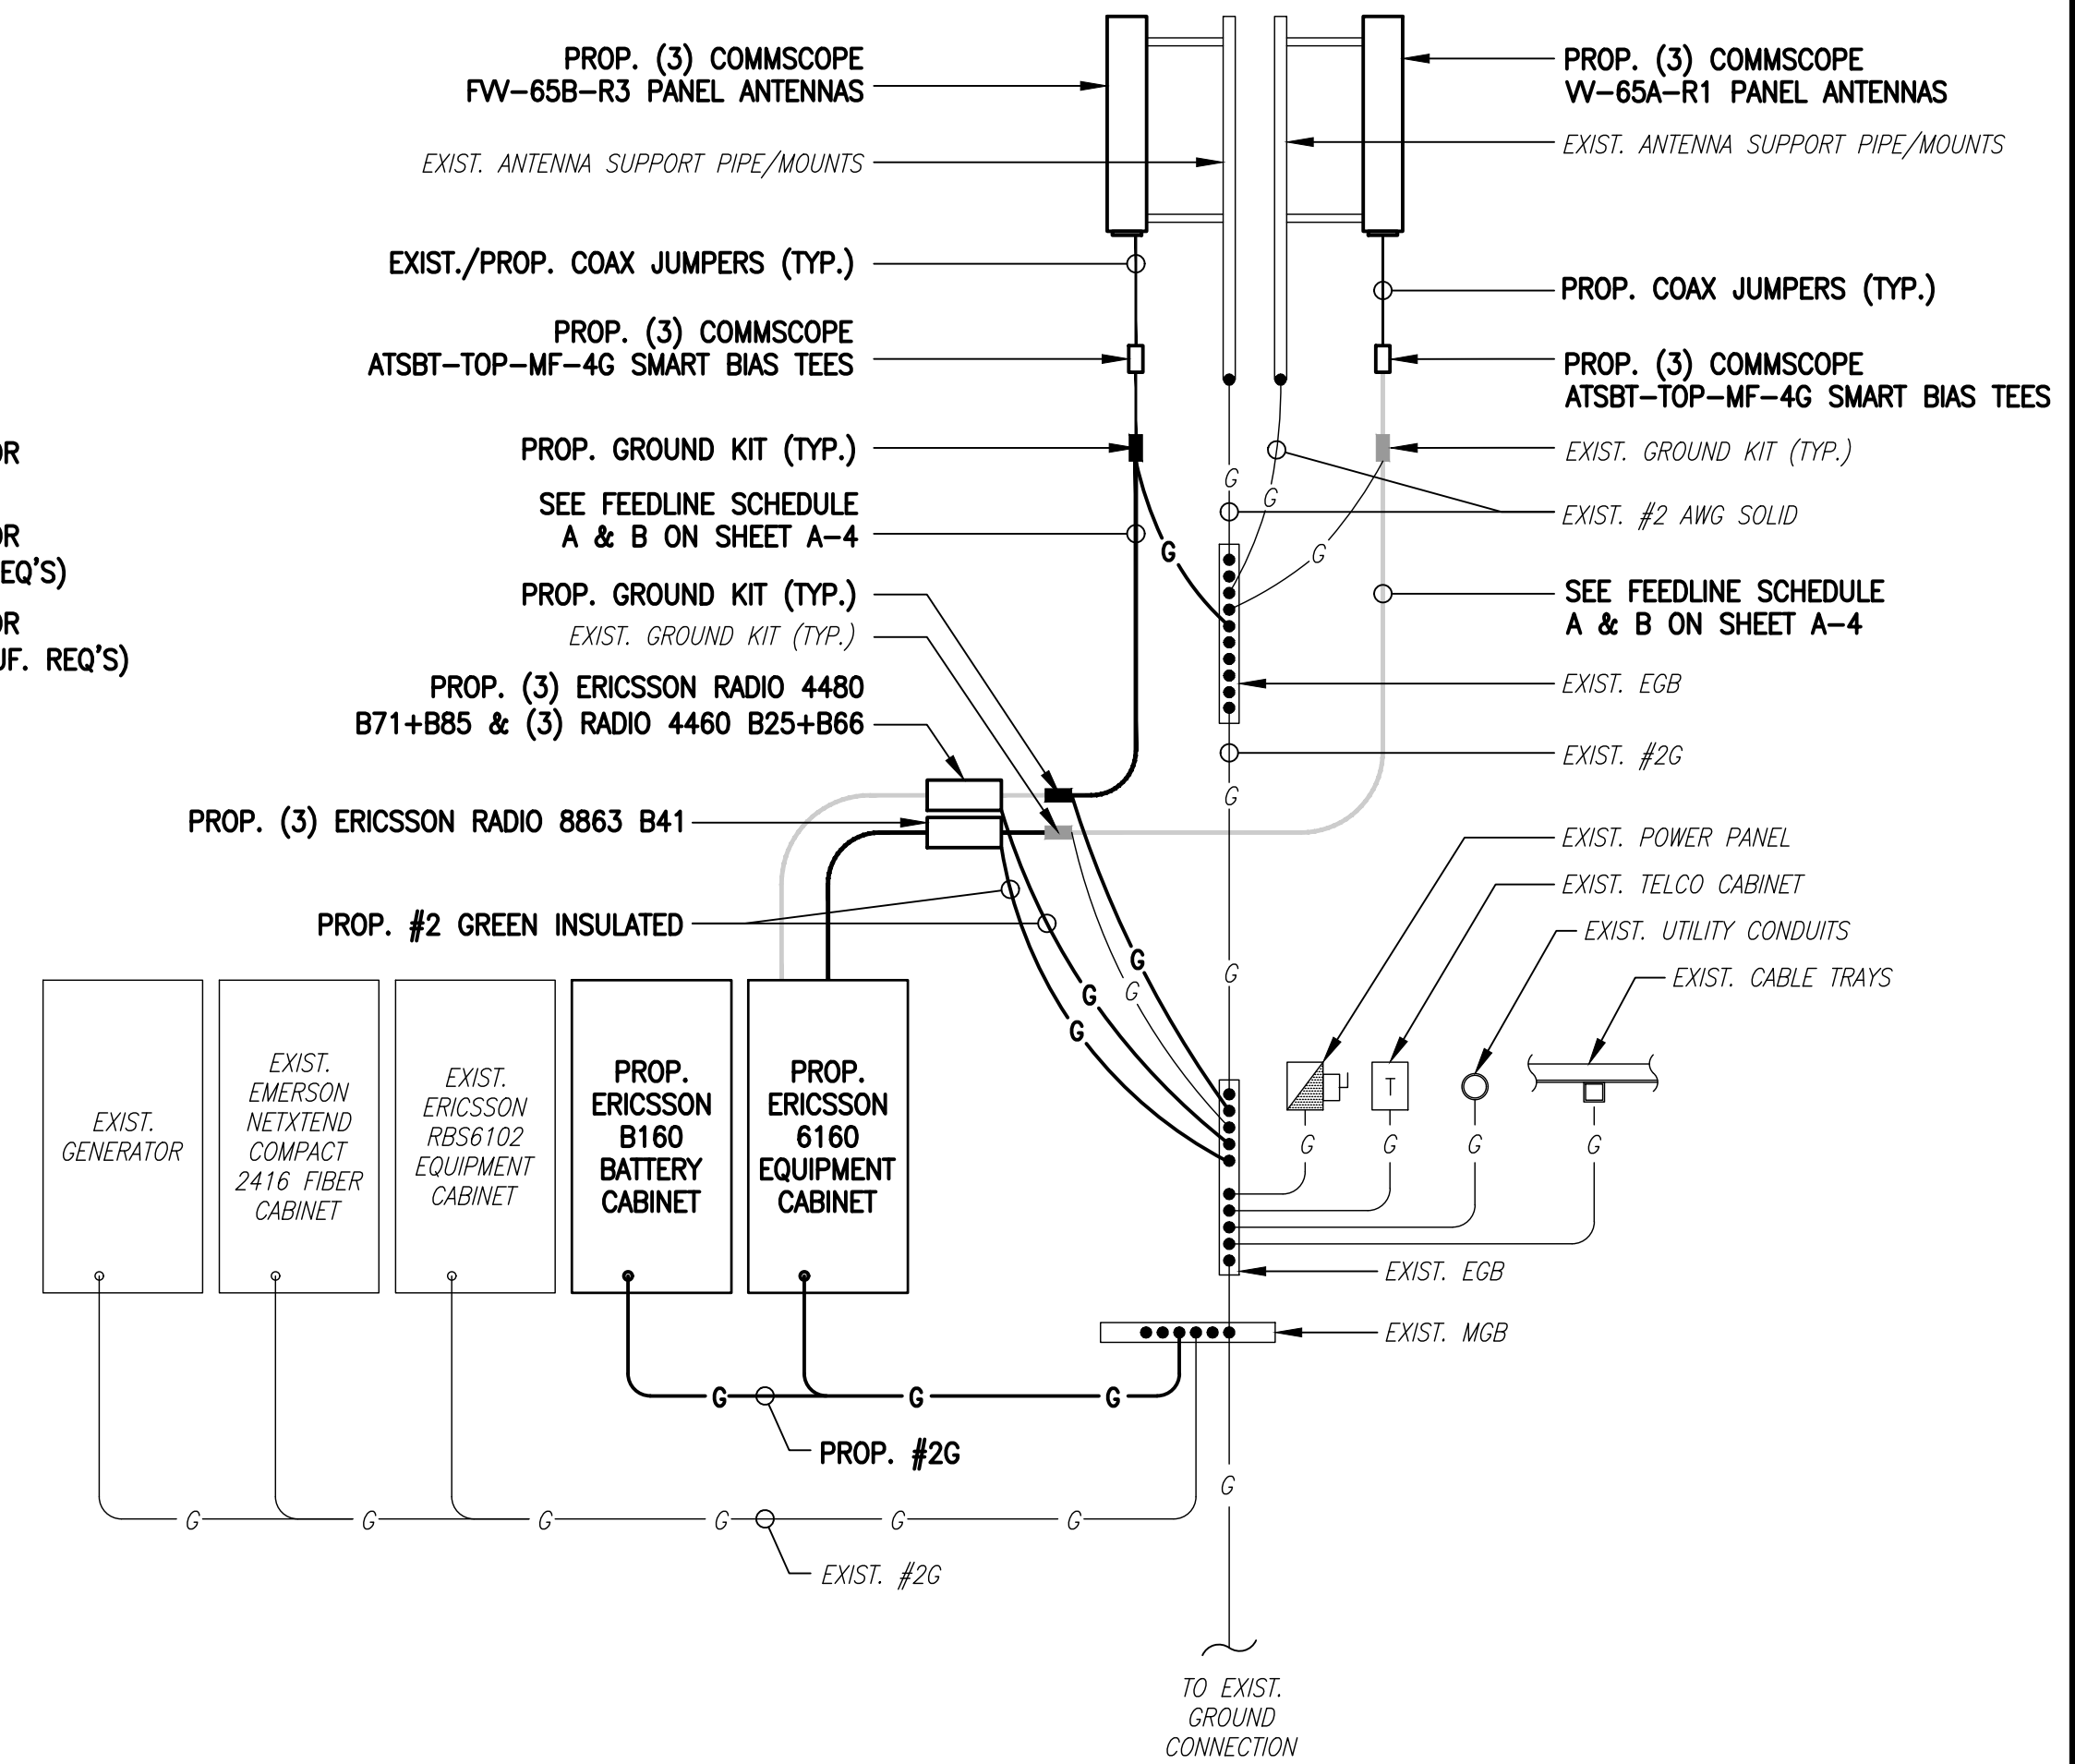 PROP. (3) COMMSCOPE
FVV-65B-R3 PANEL ANTENNAS
EXIST. ANTENNA SUPPORT PIPE/MOUNTS
EXIST./PROP. COAX JUMPERS (TYP.)
PROP. (3) COMMSCOPE
ATSBT-TOP-MF-4G SMART BIAS TEES
PROP. GROUND KIT (TYP.)
SEE FEEDLINE SCHEDULE
A & B ON SHEET A-4
PROP. GROUND KIT (TYP.)
EXIST. GROUND KIT (TYP.)
PROP. (3) ERICSSON RADIO 4480
B71+B85 & (3) RADIO 4460 B25+B66
PROP. (3) ERICSSON RADIO 8863 B41
PROP. #2 GREEN INSULATED
OR
OR
EQ'S)
OR
UF. REQ'S)
PROP. (3) COMMSCOPE
VV-65A-R1 PANEL ANTENNAS
EXIST. ANTENNA SUPPORT PIPE/MOUNTS
PROP. COAX JUMPERS (TYP.)
PROP. (3) COMMSCOPE
ATSBT-TOP-MF-4G SMART BIAS TEES
EXIST. GROUND KIT (TYP.)
EXIST. #2 AWG SOLID
SEE FEEDLINE SCHEDULE
A & B ON SHEET A-4
EXIST. EGB
EXIST. #2G
EXIST. POWER PANEL
EXIST. TELCO CABINET
EXIST. UTILITY CONDUITS
EXIST. CABLE TRAYS
G
G
G
G
G
G
G
G
G
G
T
G
G
G
G
EXIST.
GENERATOR
EXIST.
EMERSON
NETXTEND
COMPACT
2416 FIBER
CABINET
EXIST.
ERICSSON
RBS6102
EQUIPMENT
CABINET
PROP.
ERICSSON
B160
BATTERY
CABINET
PROP.
ERICSSON
6160
EQUIPMENT
CABINET
EXIST. EGB
EXIST. MGB
G G G
PROP. #2G
G
G G G G G G
EXIST. #2G
TO EXIST.
GROUND
CONNECTION